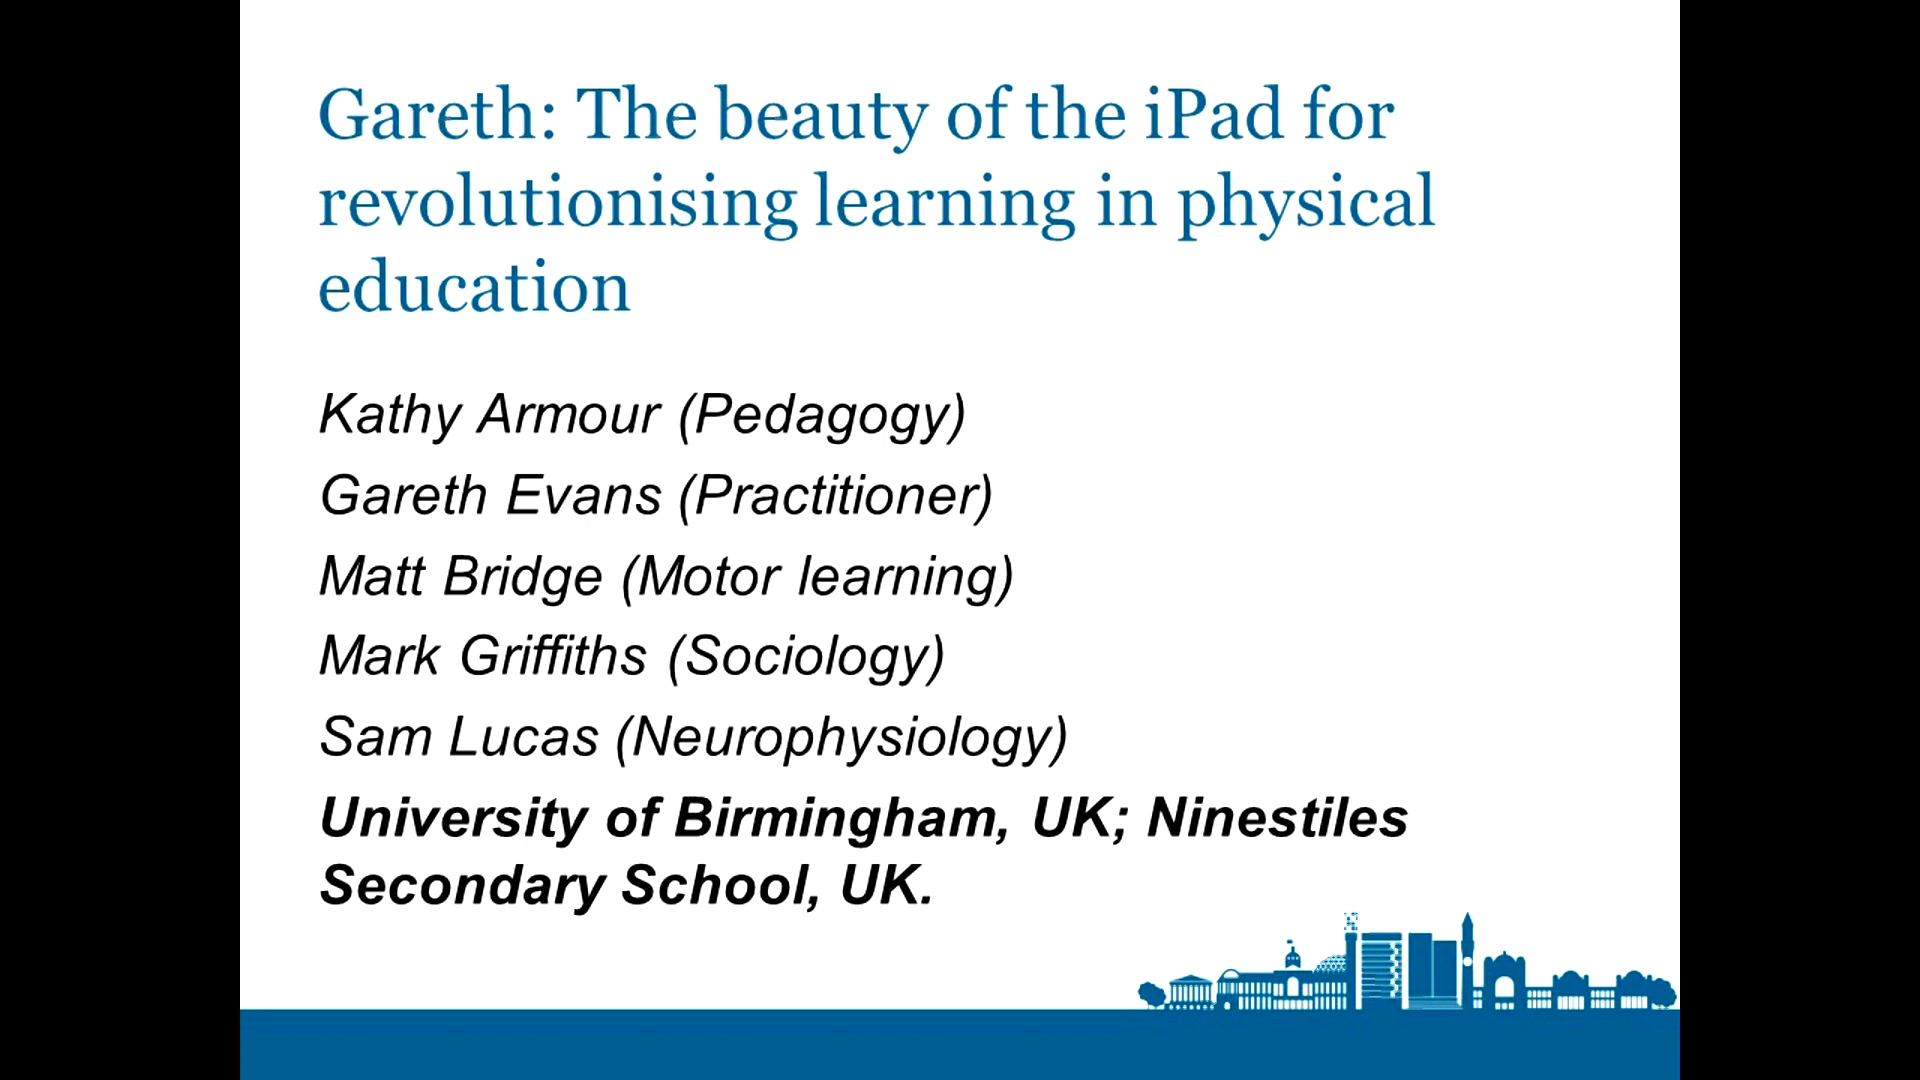 Gareth: The beauty of the iPad for
revolutionising learning in physical
education
Kathy Armour (Pedagogy)
Gareth Evans (Practitioner)
Matt Bridge (Motor learning)
Mark Griffiths (Sociology)
Sam Lucas (Neurophysiology)
University of Birmingham, UK; Ninestiles
Secondary School, UK.